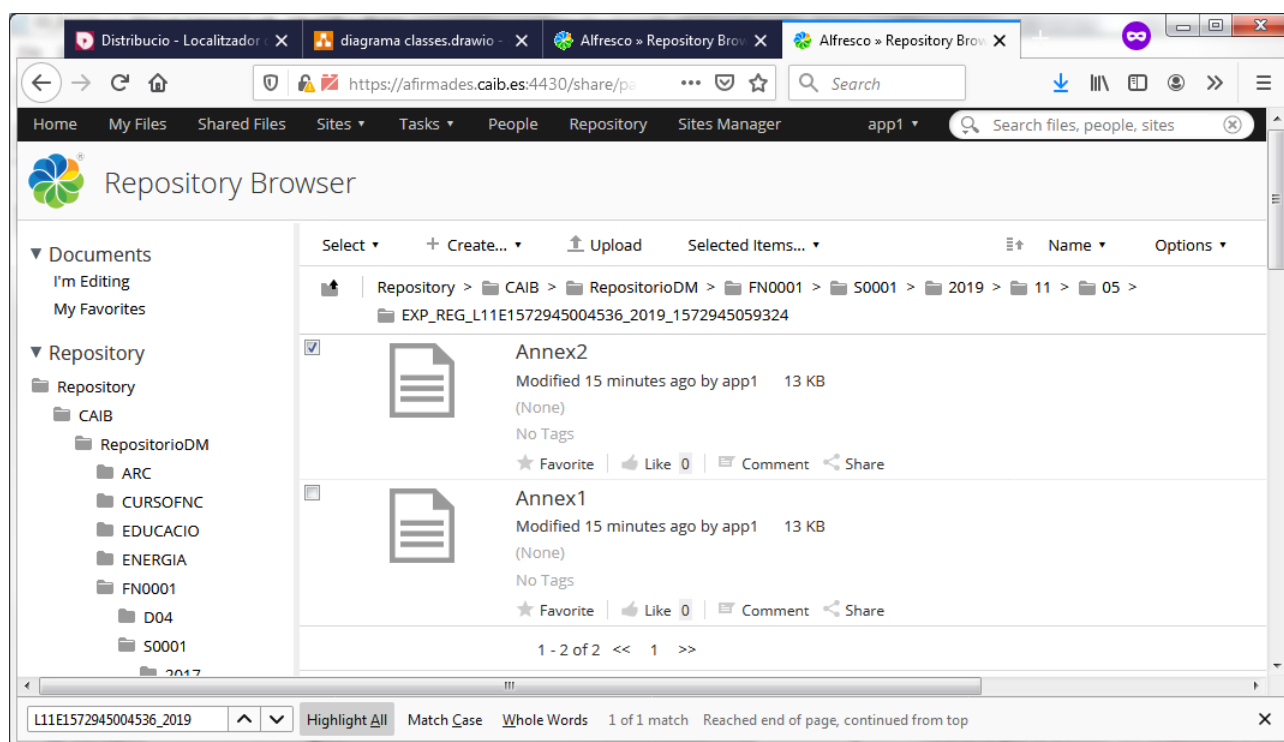 Distribucio - Localitzador c diagrama classes.drawio - Alfresco » Repository Brow Alfresco » Repository Brow
https://afirmades.caib.es:4430/share/pa Search
Home My Files Shared Files Sites Tasks People Repository Sites Manager app1 Search files, people, sites
Repository Browser
Documents
I'm Editing
My Favorites
Repository
Repository
CAIB
RepositorioDM
ARC
CURSOFNC
EDUCACIO
ENERGIA
FN0001
D04
S0001
2017
Select + Create... Upload Selected Items... Name Options
Repository > CAIB > RepositorioDM > FN0001 > S0001 > 2019 > 11 > 05 >
EXP_REG_L11E1572945004536_2019_1572945059324
Annex2
Modified 15 minutes ago by app1 13 KB
(None)
No Tags
Favorite Like 0 Comment Share
Annex1
Modified 15 minutes ago by app1 13 KB
(None)
No Tags
Favorite Like 0 Comment Share
1 - 2 of 2 << 1 >>
L11E1572945004536_2019 Highlight All Match Case Whole Words 1 of 1 match Reached end of page, continued from top